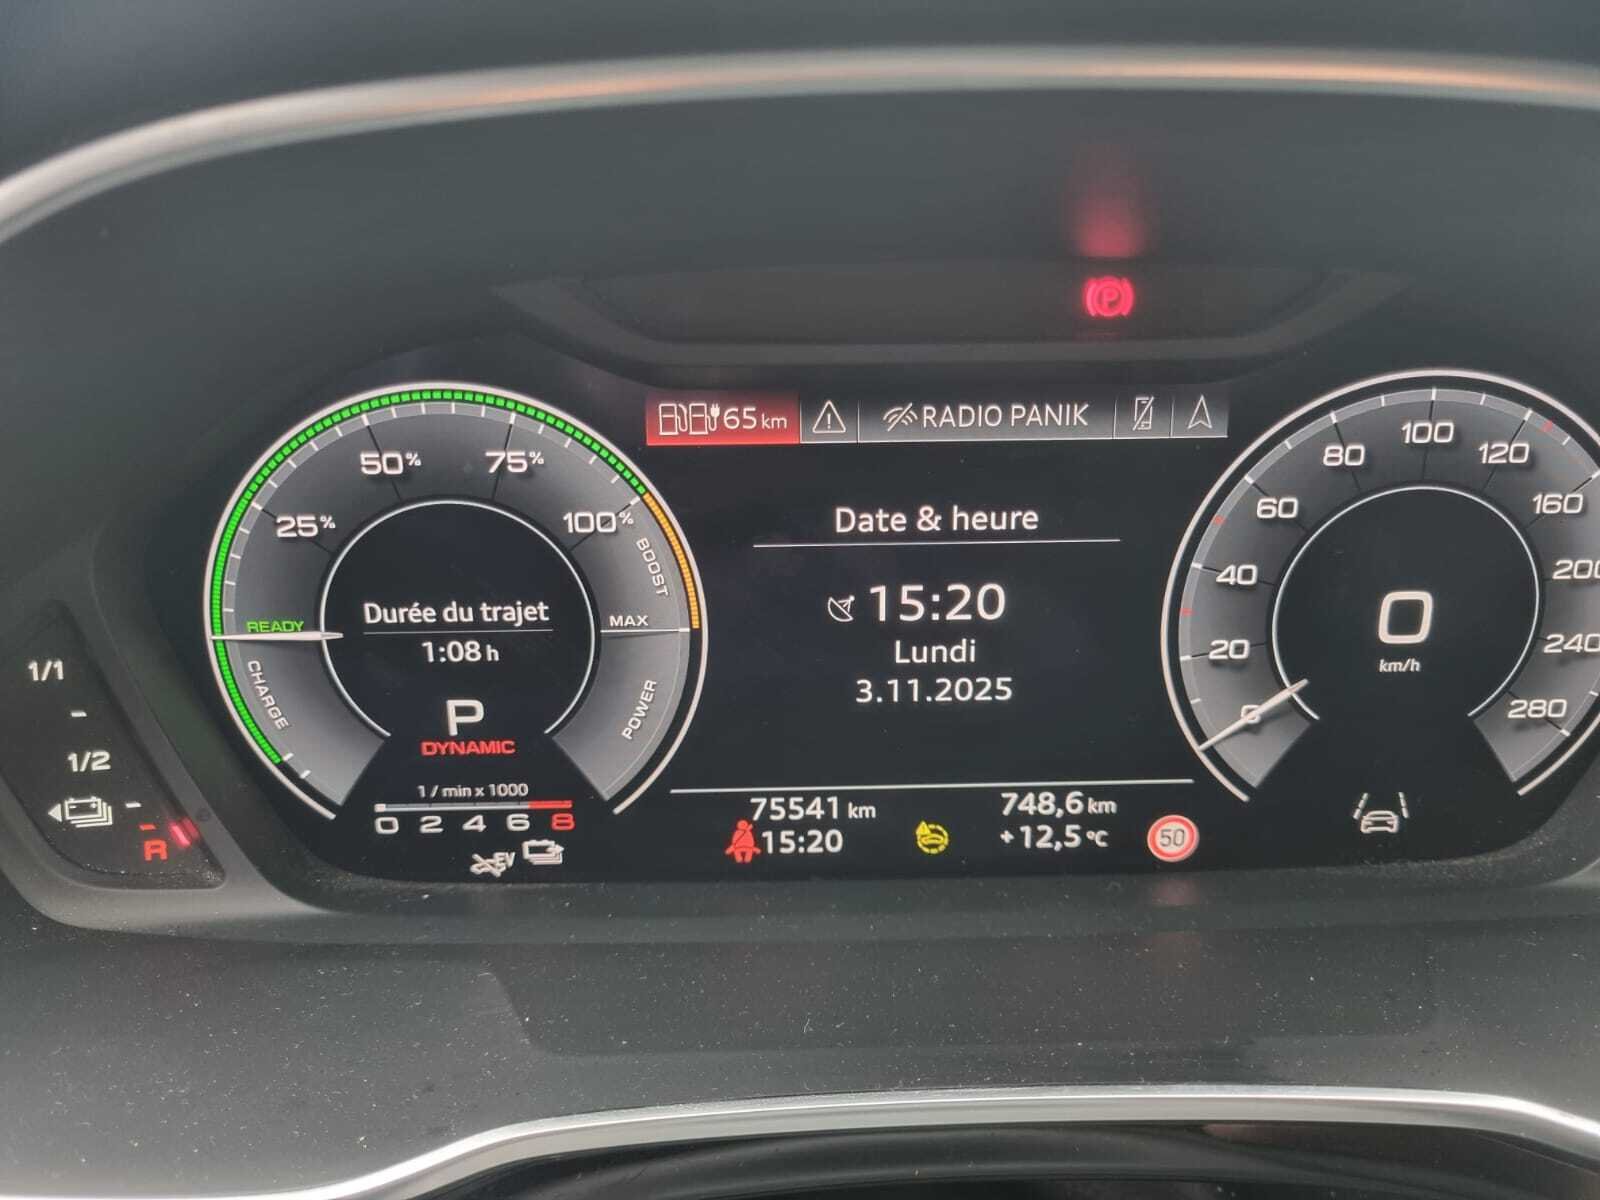 65 km
RADIO PANIK
25%
50%
75%
100%
BOOST
MAX
POWER
READY
CHARGE
Durée du trajet
1:08 h
P
DYNAMIC
1 / min x 1000
0 2 4 6 8
EV
Date & heure
15:20
Lundi
3.11.2025
75541 km
15:20
748,6 km
+12,5 °C
50
0
20
40
60
80
100
120
160
200
240
280
0
km/h
1/1
1/2
R
P